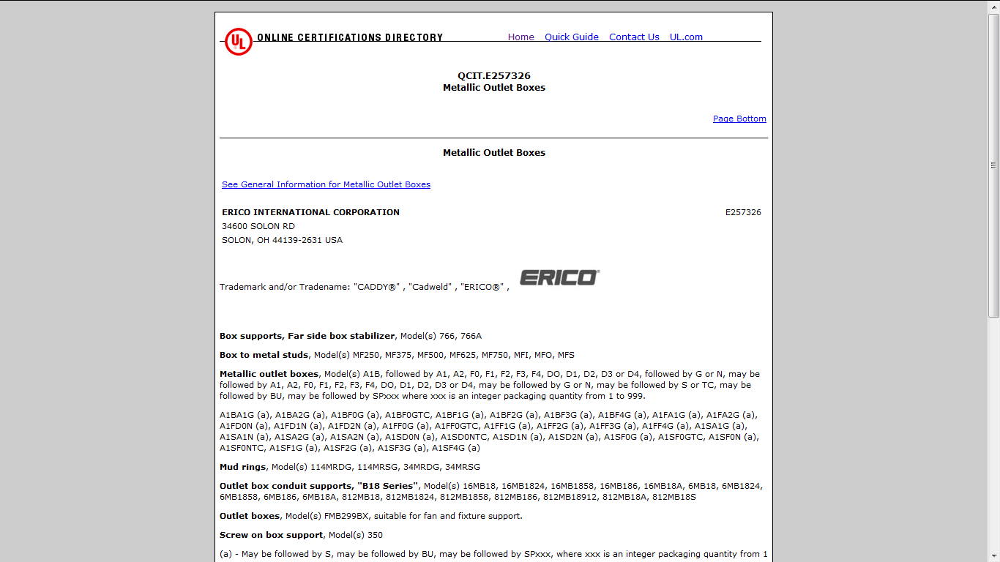 UL ONLINE CERTIFICATIONS DIRECTORY Home Quick Guide Contact Us UL.com
QCIT.E257326
Metallic Outlet Boxes
Page Bottom
Metallic Outlet Boxes
See General Information for Metallic Outlet Boxes
ERICO INTERNATIONAL CORPORATION E257326
34600 SOLON RD
SOLON, OH 44139-2631 USA
Trademark and/or Tradename: "CADDY®" , "Cadweld" , "ERICO®" , ERICO®
Box supports, Far side box stabilizer, Model(s) 766, 766A
Box to metal studs, Model(s) MF250, MF375, MF500, MF625, MF750, MFI, MFO, MFS
Metallic outlet boxes, Model(s) A1B, followed by A1, A2, F0, F1, F2, F3, F4, DO, D1, D2, D3 or D4, followed by G or N, may be
followed by A1, A2, F0, F1, F2, F3, F4, DO, D1, D2, D3 or D4, may be followed by G or N, may be followed by S or TC, may be
followed by BU, may be followed by SPxxx where xxx is an integer packaging quantity from 1 to 999.
A1BA1G (a), A1BA2G (a), A1BF0G (a), A1BF0GTC, A1BF1G (a), A1BF2G (a), A1BF3G (a), A1BF4G (a), A1FA1G (a), A1FA2G (a),
A1FD0N (a), A1FD1N (a), A1FD2N (a), A1FF0G (a), A1FF0GTC, A1FF1G (a), A1FF2G (a), A1FF3G (a), A1FF4G (a), A1SA1G (a),
A1SA1N (a), A1SA2G (a), A1SA2N (a), A1SD0N (a), A1SD0NTC, A1SD1N (a), A1SD2N (a), A1SF0G (a), A1SF0GTC, A1SF0N (a),
A1SF0NTC, A1SF1G (a), A1SF2G (a), A1SF3G (a), A1SF4G (a)
Mud rings, Model(s) 114MRDG, 114MRSG, 34MRDG, 34MRSG
Outlet box conduit supports, "B18 Series", Model(s) 16MB18, 16MB1824, 16MB1858, 16MB186, 16MB18A, 6MB18, 6MB1824,
6MB1858, 6MB186, 6MB18A, 812MB18, 812MB1824, 812MB1858, 812MB186, 812MB18912, 812MB18A, 812MB18S
Outlet boxes, Model(s) FMB299BX, suitable for fan and fixture support.
Screw on box support, Model(s) 350
(a) - May be followed by S, may be followed by BU, may be followed by SPxxx, where xxx is an integer packaging quantity from 1